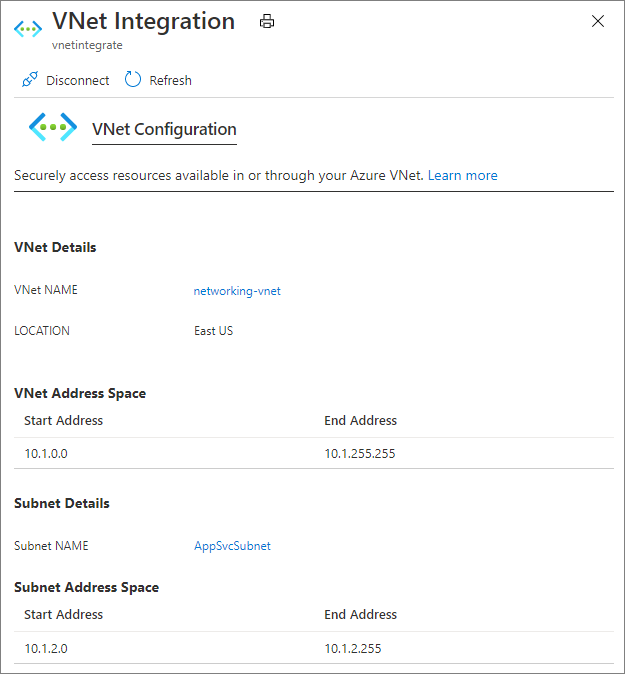 VNet Integration
vnetintegrate
Disconnect Refresh
VNet Configuration
Securely access resources available in or through your Azure VNet. Learn more
VNet Details
VNet NAME networking-vnet
LOCATION East US
VNet Address Space
Start Address End Address
10.1.0.0 10.1.255.255
Subnet Details
Subnet NAME AppSvcSubnet
Subnet Address Space
Start Address End Address
10.1.2.0 10.1.2.255